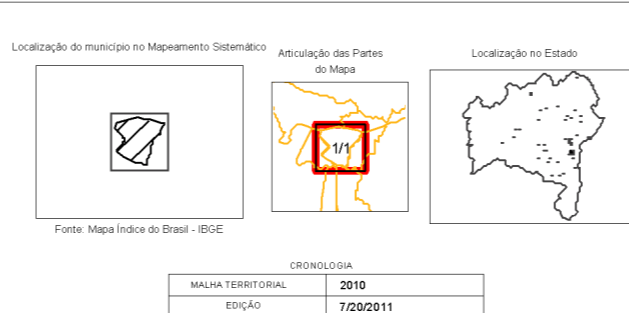 Localização do município no Mapeamento Sistemático
Articulação das Partes
do Mapa
Localização no Estado
1/1
Fonte: Mapa Índice do Brasil - IBGE
CRONOLOGIA
MALHA TERRITORIAL 2010
EDIÇÃO 7/20/2011